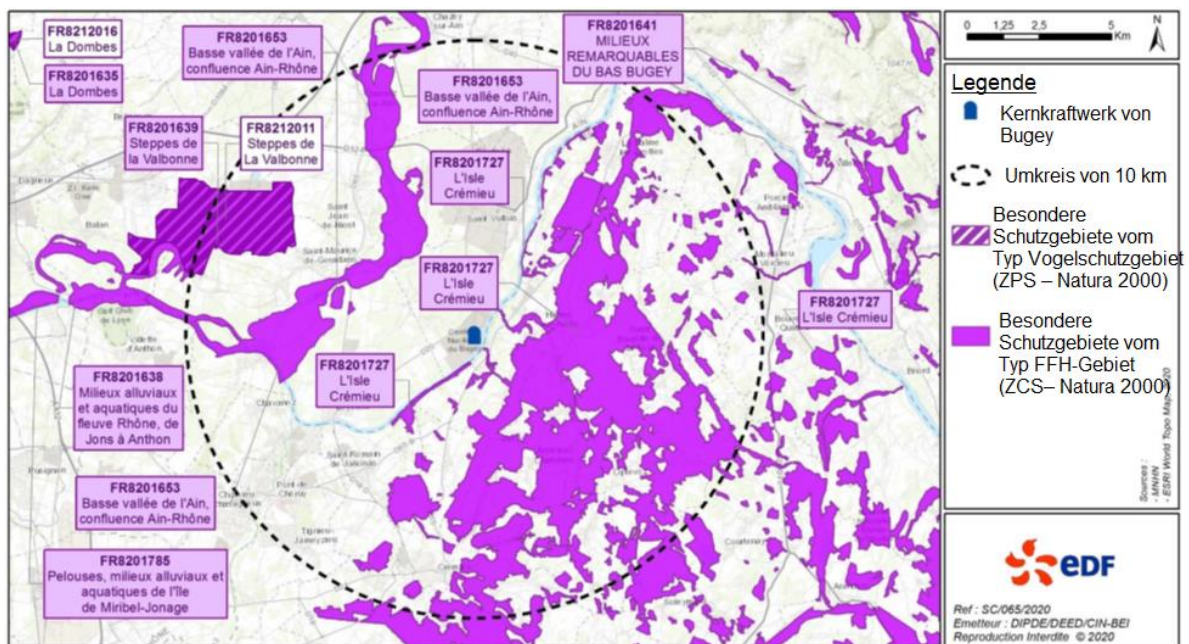 FR8212016
La Dombes
FR8201635
La Dombes
FR8201653
Basse vallée de l'Ain,
confluence Ain-Rhône
FR8201653
Basse vallée de l'Ain,
confluence Ain-Rhône
FR8201641
MILIEUX
REMARQUABLES
DU BAS BUGEY
FR8201639
Steppes de
la Valbonne
FR8212011
Steppes de
La Valbonne
FR8201727
L'Isle
Crémieu
Balan
FR8201727
L'Isle
Crémieu
FR8201727
L'Isle Crémieu
FR8201727
L'Isle
Crémieu
FR8201638
Milieux alluviaux
et aquatiques du
fleuve Rhône, de
Jons à Anthon
FR8201653
Basse vallée de l'Ain,
confluence Ain-Rhône
FR8201785
Pelouses, milieux alluviaux et
aquatiques de l'île
de Miribel-Jonage
0 1,25 2,5 5
Km
N
Legende
Kernkraftwerk von
Bugey
Umkreis von 10 km
Besondere
Schutzgebiete vom
Typ Vogelschutzgebiet
(ZPS – Natura 2000)
Besondere
Schutzgebiete vom
Typ FFH-Gebiet
(ZCS– Natura 2000)
Sources :
- MNHN
- ESRI World Topo Map
edf
Ref : SC/065/2020
Emetteur : DIPDE/DEED/CIN-BEI
Reproduction Interdite © 2020